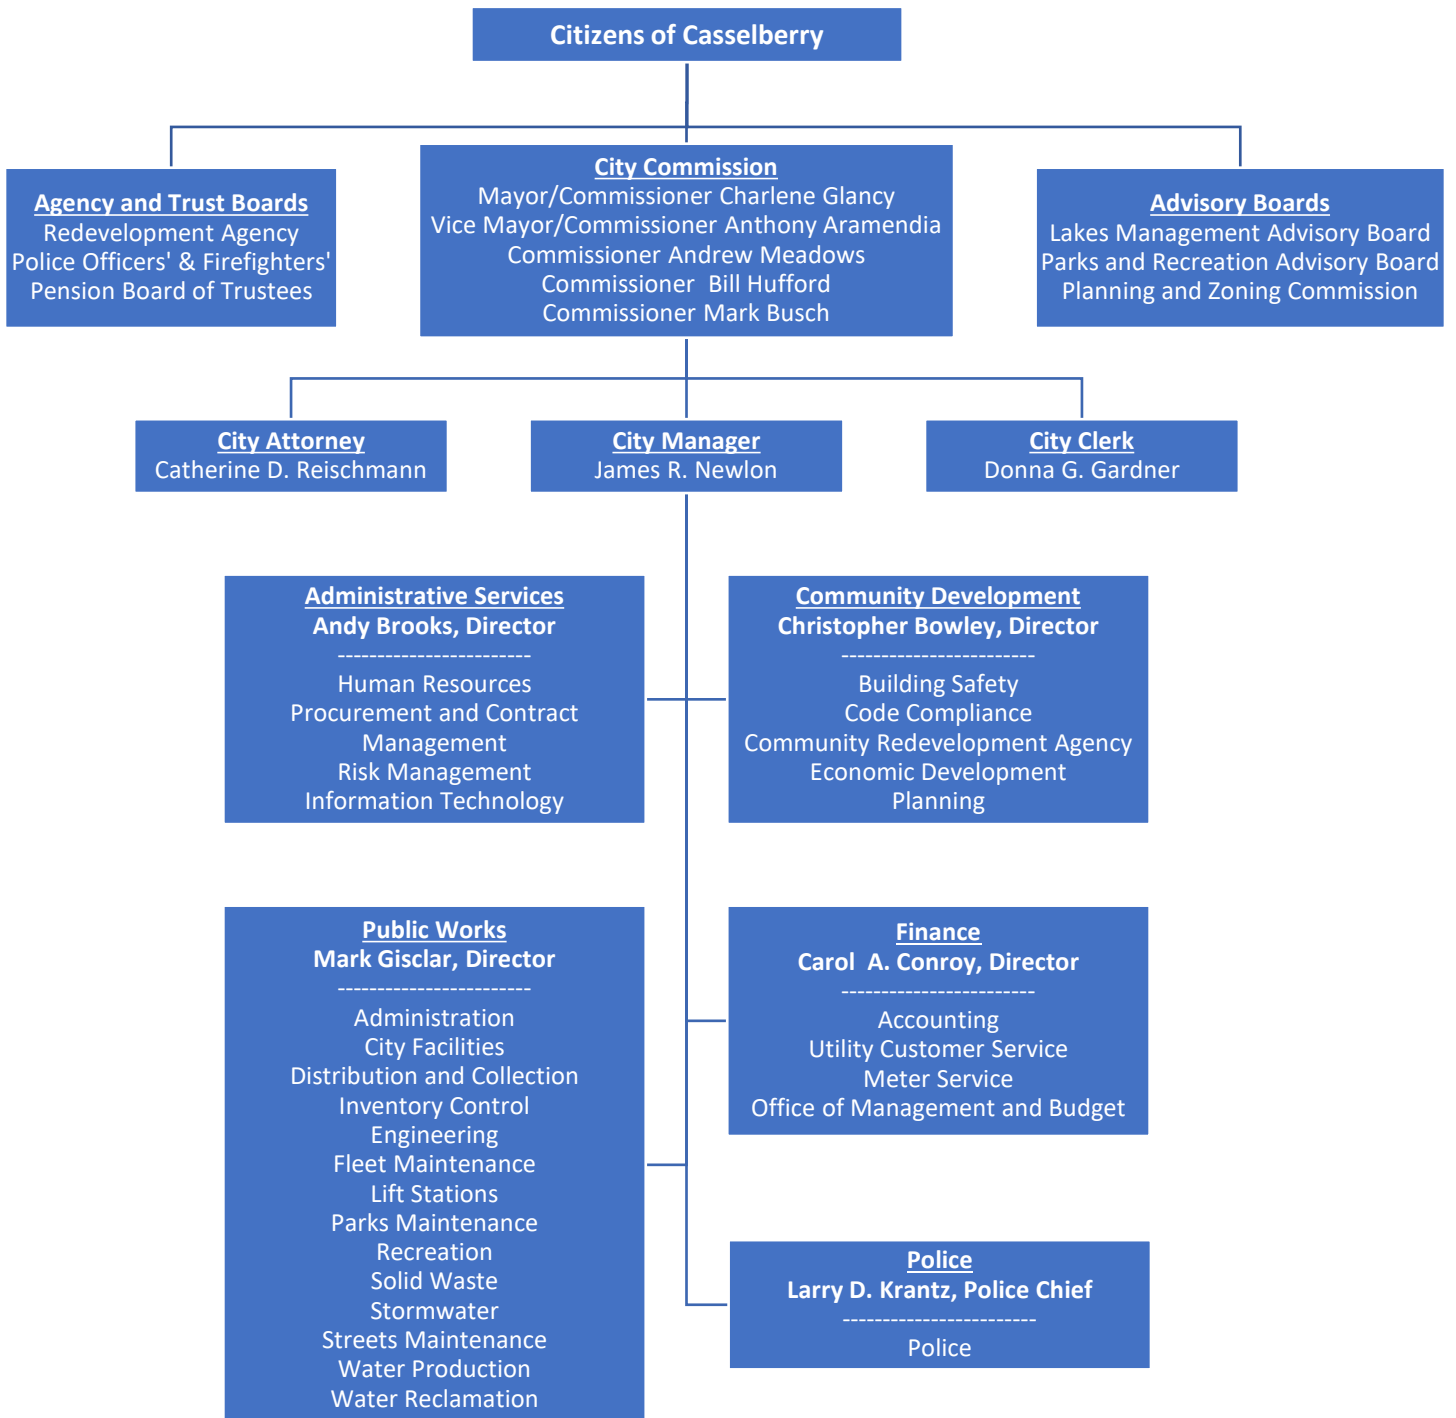 Citizens of Casselberry
Agency and Trust Boards
Redevelopment Agency
Police Officers' & Firefighters'
Pension Board of Trustees
City Commission
Mayor/Commissioner Charlene Glancy
Vice Mayor/Commissioner Anthony Aramendia
Commissioner Andrew Meadows
Commissioner  Bill Hufford
Commissioner Mark Busch
Advisory Boards
Lakes Management Advisory Board
Parks and Recreation Advisory Board
Planning and Zoning Commission
City Attorney
Catherine D. Reischmann
City Manager
James R. Newlon
City Clerk
Donna G. Gardner
Administrative Services
Andy Brooks, Director
------------------------
Human Resources
Procurement and Contract
Management
Risk Management
Information Technology
Community Development
Christopher Bowley, Director
------------------------
Building Safety
Code Compliance
Community Redevelopment Agency
Economic Development
Planning
Public Works
Mark Gisclar, Director
------------------------
Administration
City Facilities
Distribution and Collection
Inventory Control
Engineering
Fleet Maintenance
Lift Stations
Parks Maintenance
Recreation
Solid Waste
Stormwater
Streets Maintenance
Water Production
Water Reclamation
Finance
Carol  A. Conroy, Director
------------------------
Accounting
Utility Customer Service
Meter Service
Office of Management and Budget
Police
Larry D. Krantz, Police Chief
------------------------
Police